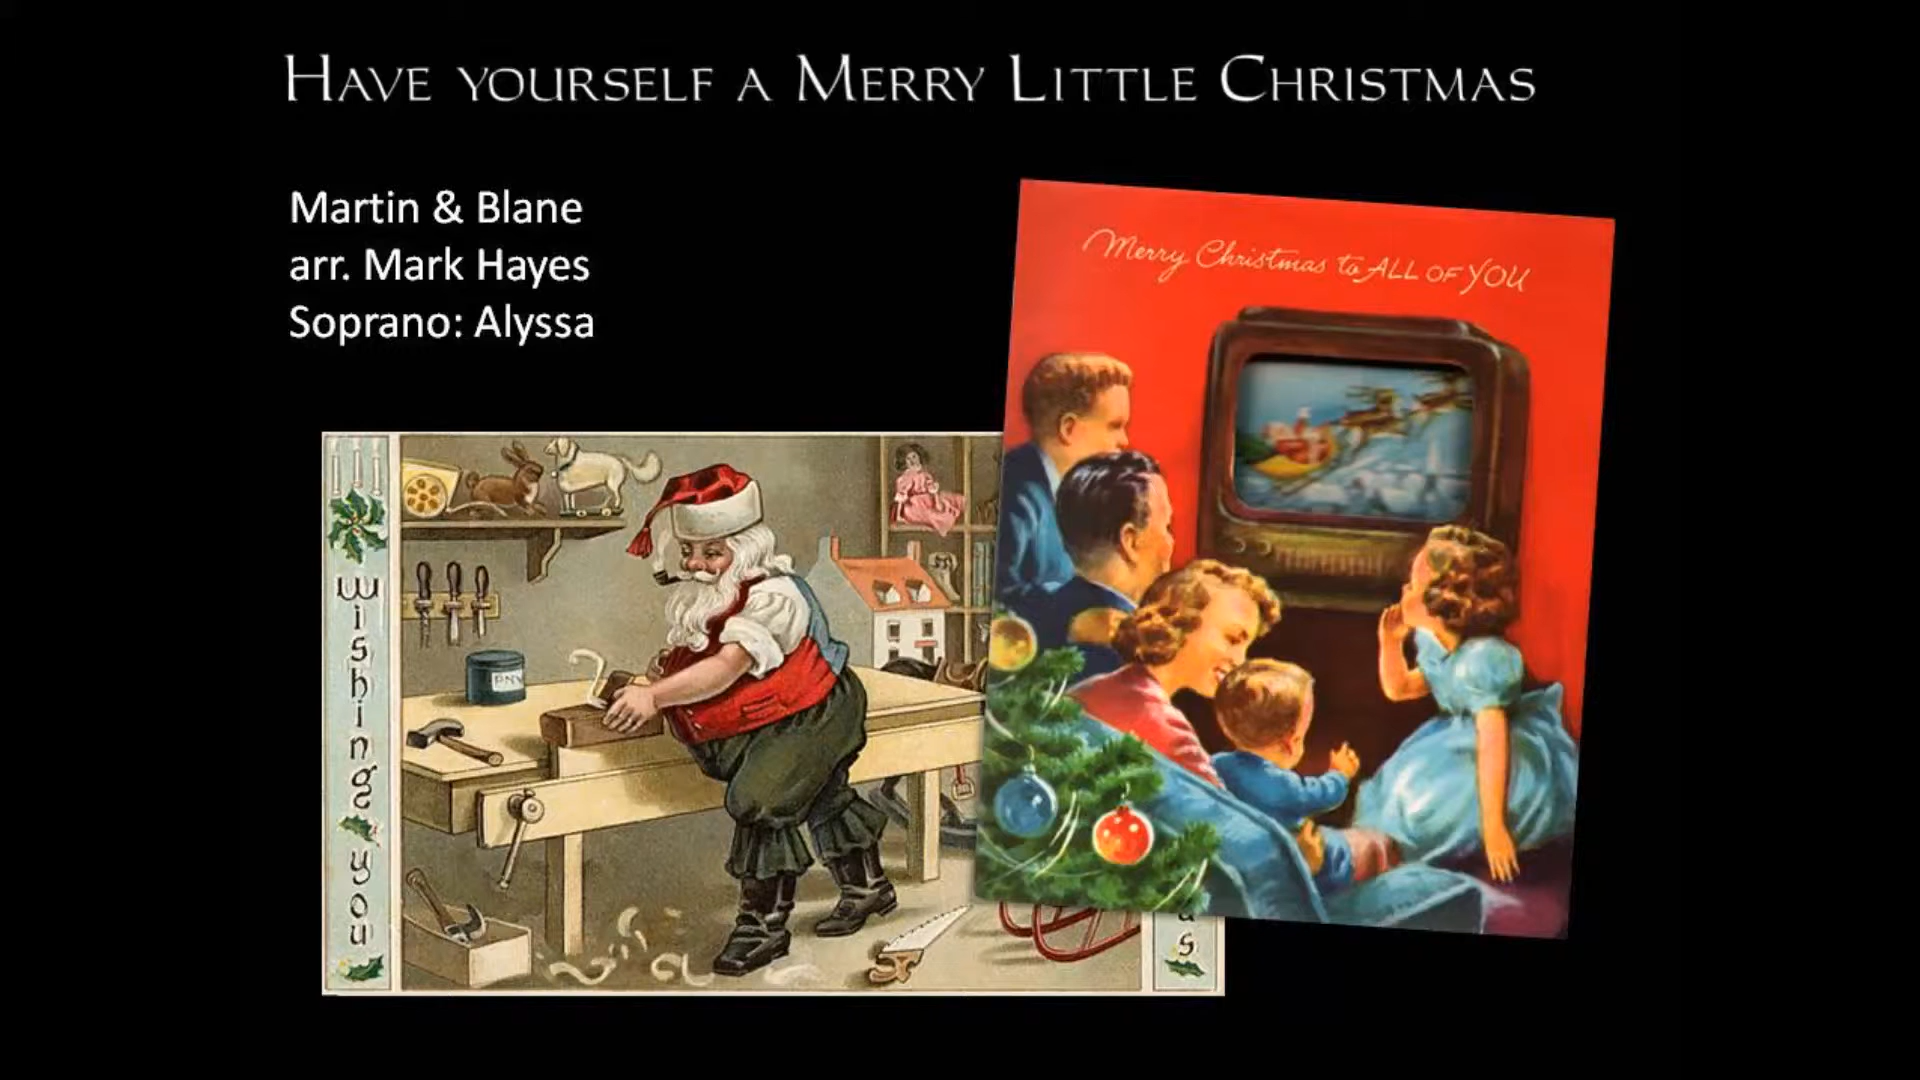 HAVE YOURSELF A MERRY LITTLE CHRISTMAS
Martin & Blane
arr. Mark Hayes
Soprano: Alyssa
Merry Christmas to ALL OF YOU
Wishing you